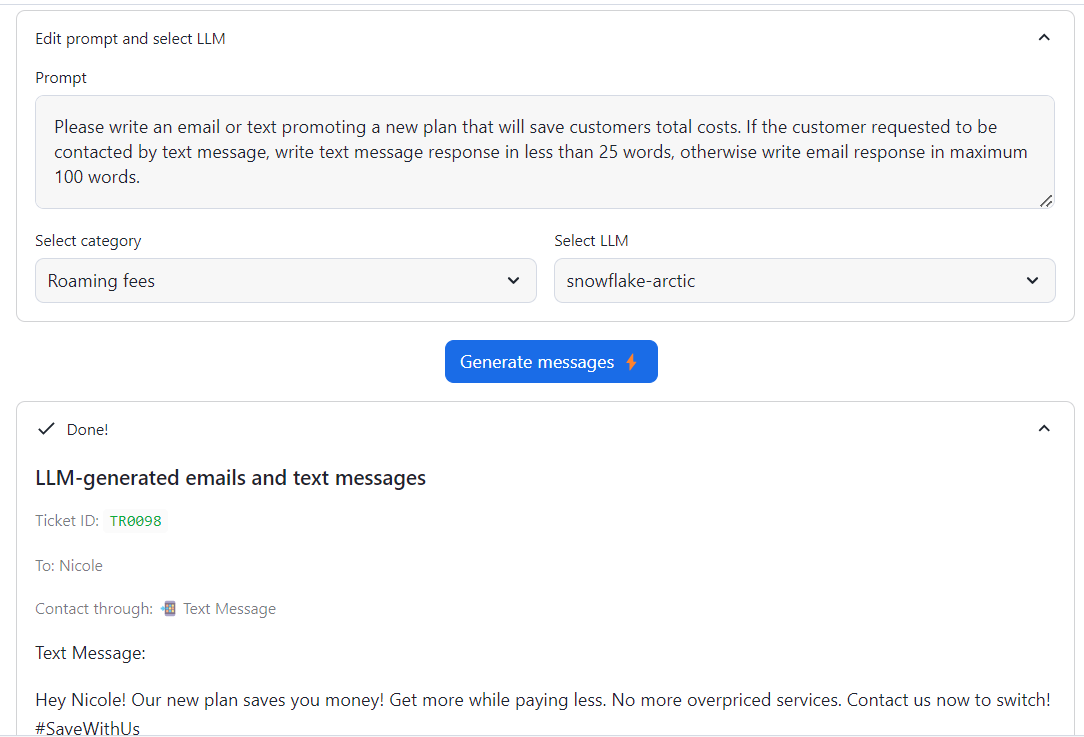 Edit prompt and select LLM
Prompt
Please write an email or text promoting a new plan that will save customers total costs. If the customer requested to be
contacted by text message, write text message response in less than 25 words, otherwise write email response in maximum
100 words.
Select category
Select LLM
Roaming fees
snowflake-arctic
Generate messages
Done!
LLM-generated emails and text messages
Ticket ID: TR0098
To: Nicole
Contact through: Text Message
Text Message:
Hey Nicole! Our new plan saves you money! Get more while paying less. No more overpriced services. Contact us now to switch!
#SaveWithUs